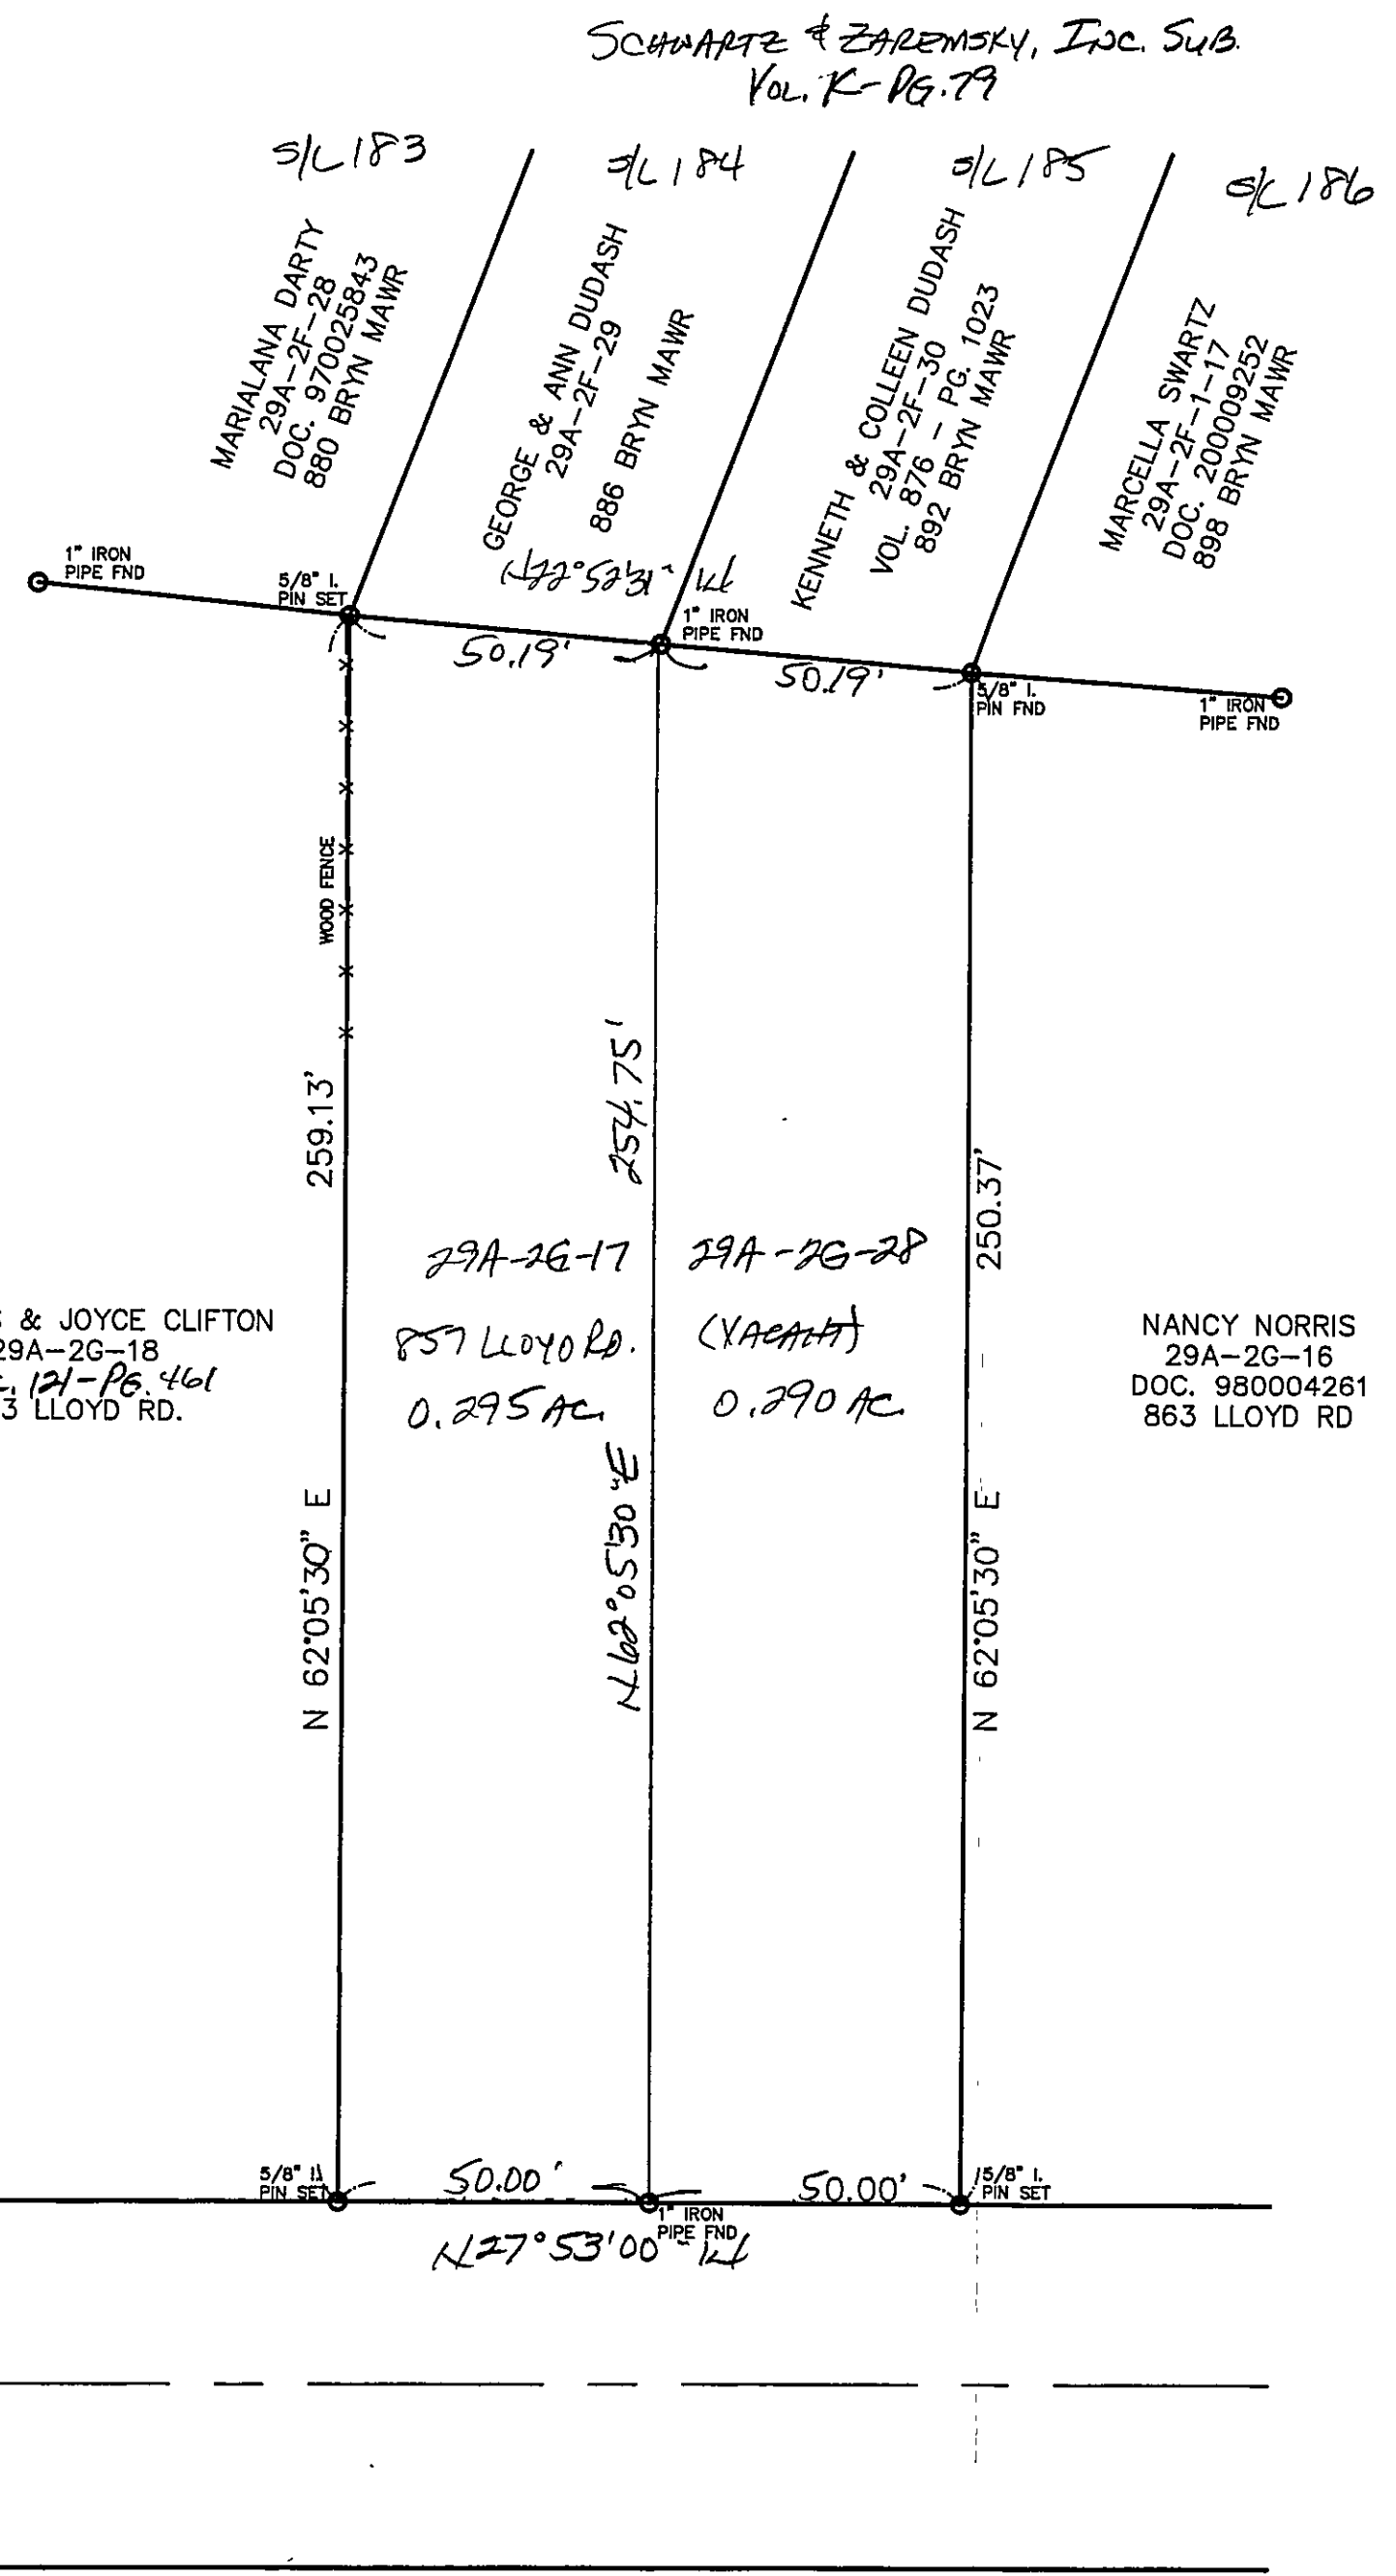 SCHWARTZ & ZAREMSKY, INC. SUB.
VOL. K-PG.79
S/L 183
S/L 184
S/L 185
S/L 186
MARIALANA DARTY
29A-2F-28
DOC. 970025843
880 BRYN MAWR
GEORGE & ANN DUDASH
29A-2F-29
886 BRYN MAWR
KENNETH & COLLEEN DUDASH
29A-2F-30
VOL. 876 - PG. 1023
892 BRYN MAWR
MARCELLA SWARTZ
29A-2F-1-17
DOC. 200009252
898 BRYN MAWR
1" IRON
PIPE FND
5/8" I.
PIN SET
N22°52'31" W
1" IRON
PIPE FND
50.19'
50.19'
5/8" I.
PIN FND
1" IRON
PIPE FND
WOOD FENCE
259.13'
254.75'
250.37'
29A-2G-17
29A-2G-28
857 LLOYD RD.
(VACANT)
0.295 AC.
0.290 AC.
S & JOYCE CLIFTON
29A-2G-18
121-PG. 461
3 LLOYD RD.
NANCY NORRIS
29A-2G-16
DOC. 980004261
863 LLOYD RD
N 62°05'30" E
N62°05'30"E
N 62°05'30" E
5/8" I.
PIN SET
50.00'
50.00'
5/8" I.
PIN SET
1" IRON
PIPE FND
N27°53'00" W